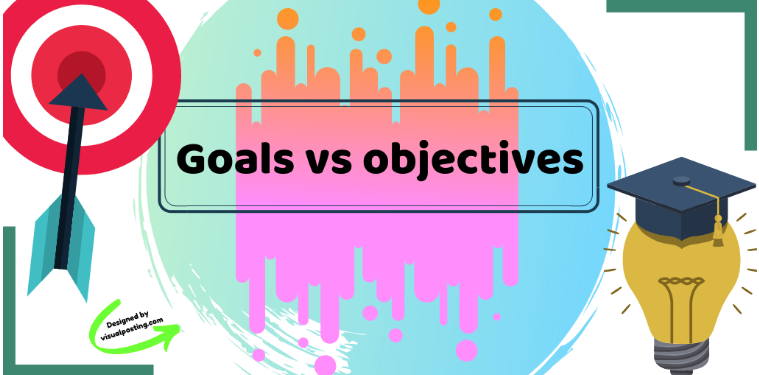 Goals vs objectives
Designed by
visualposting.com